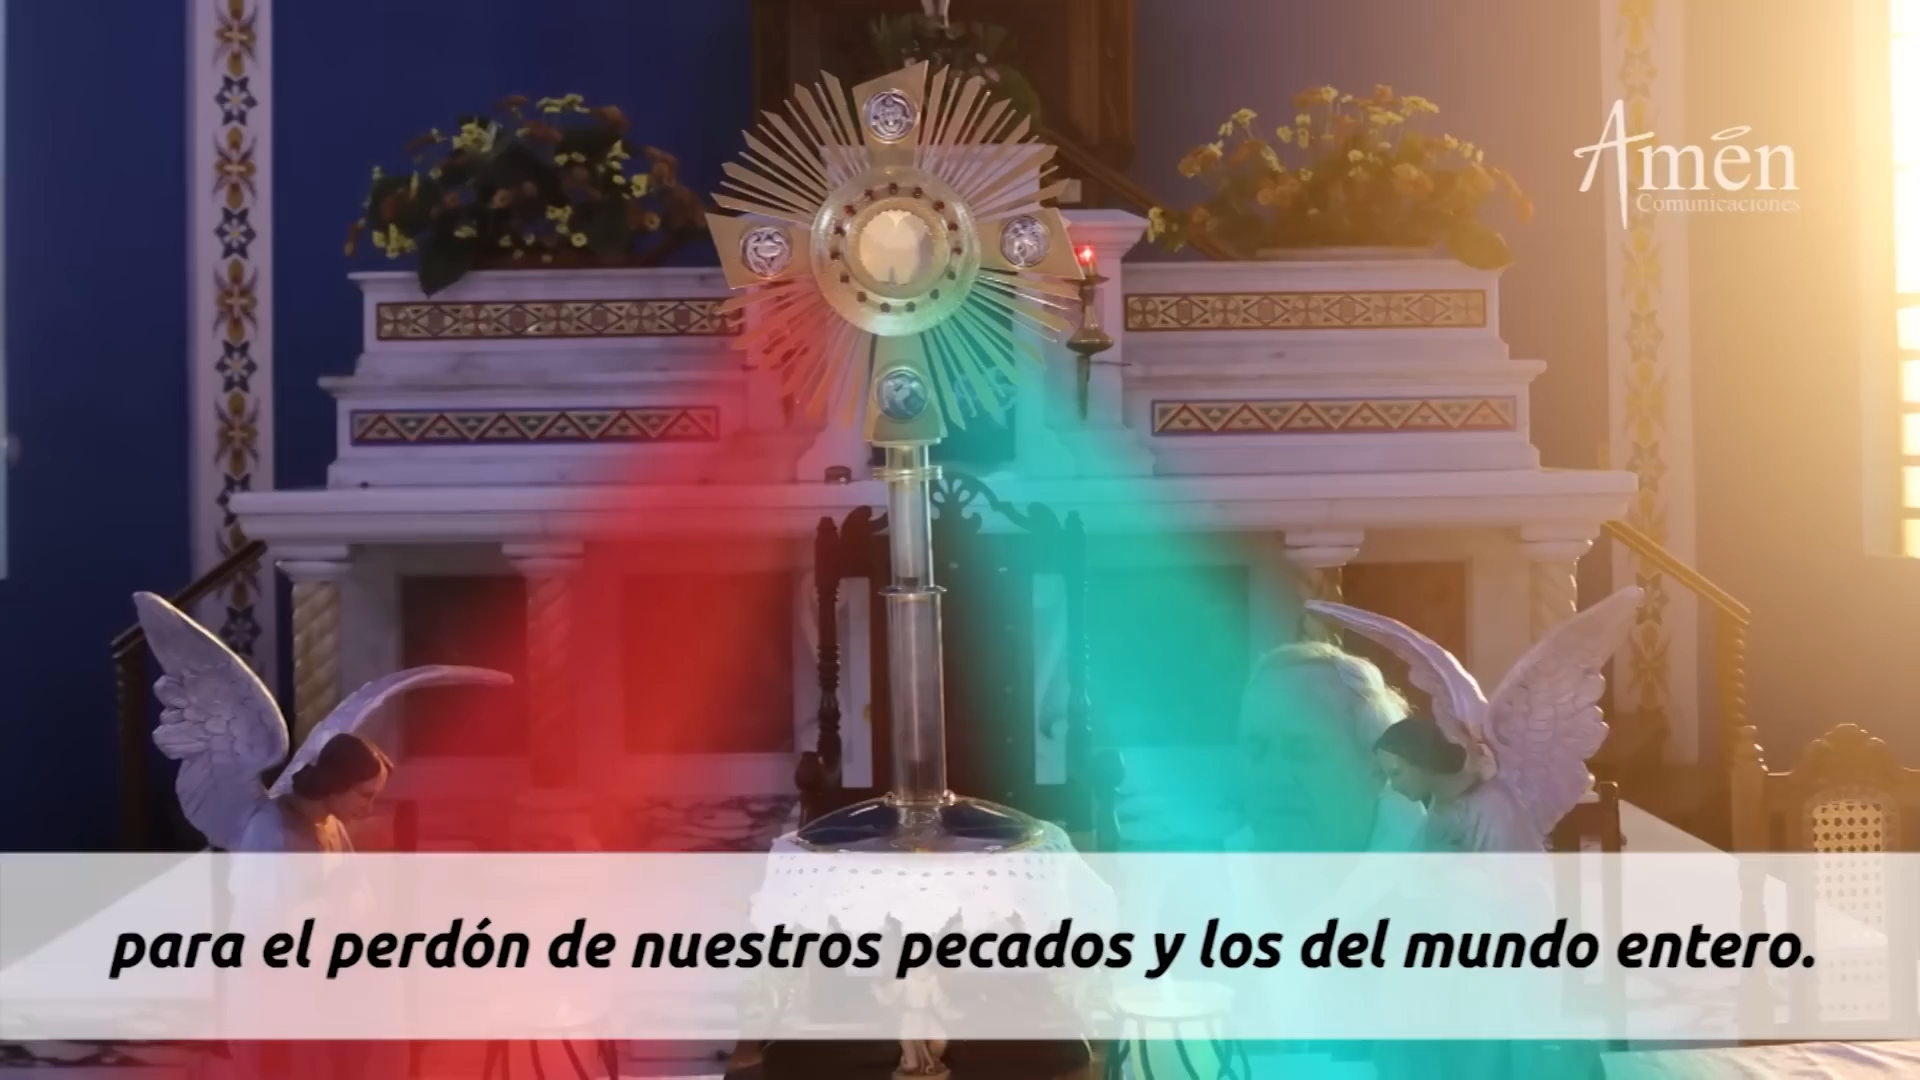 Amén
Comunicaciones
para el perdón de nuestros pecados y los del mundo entero.